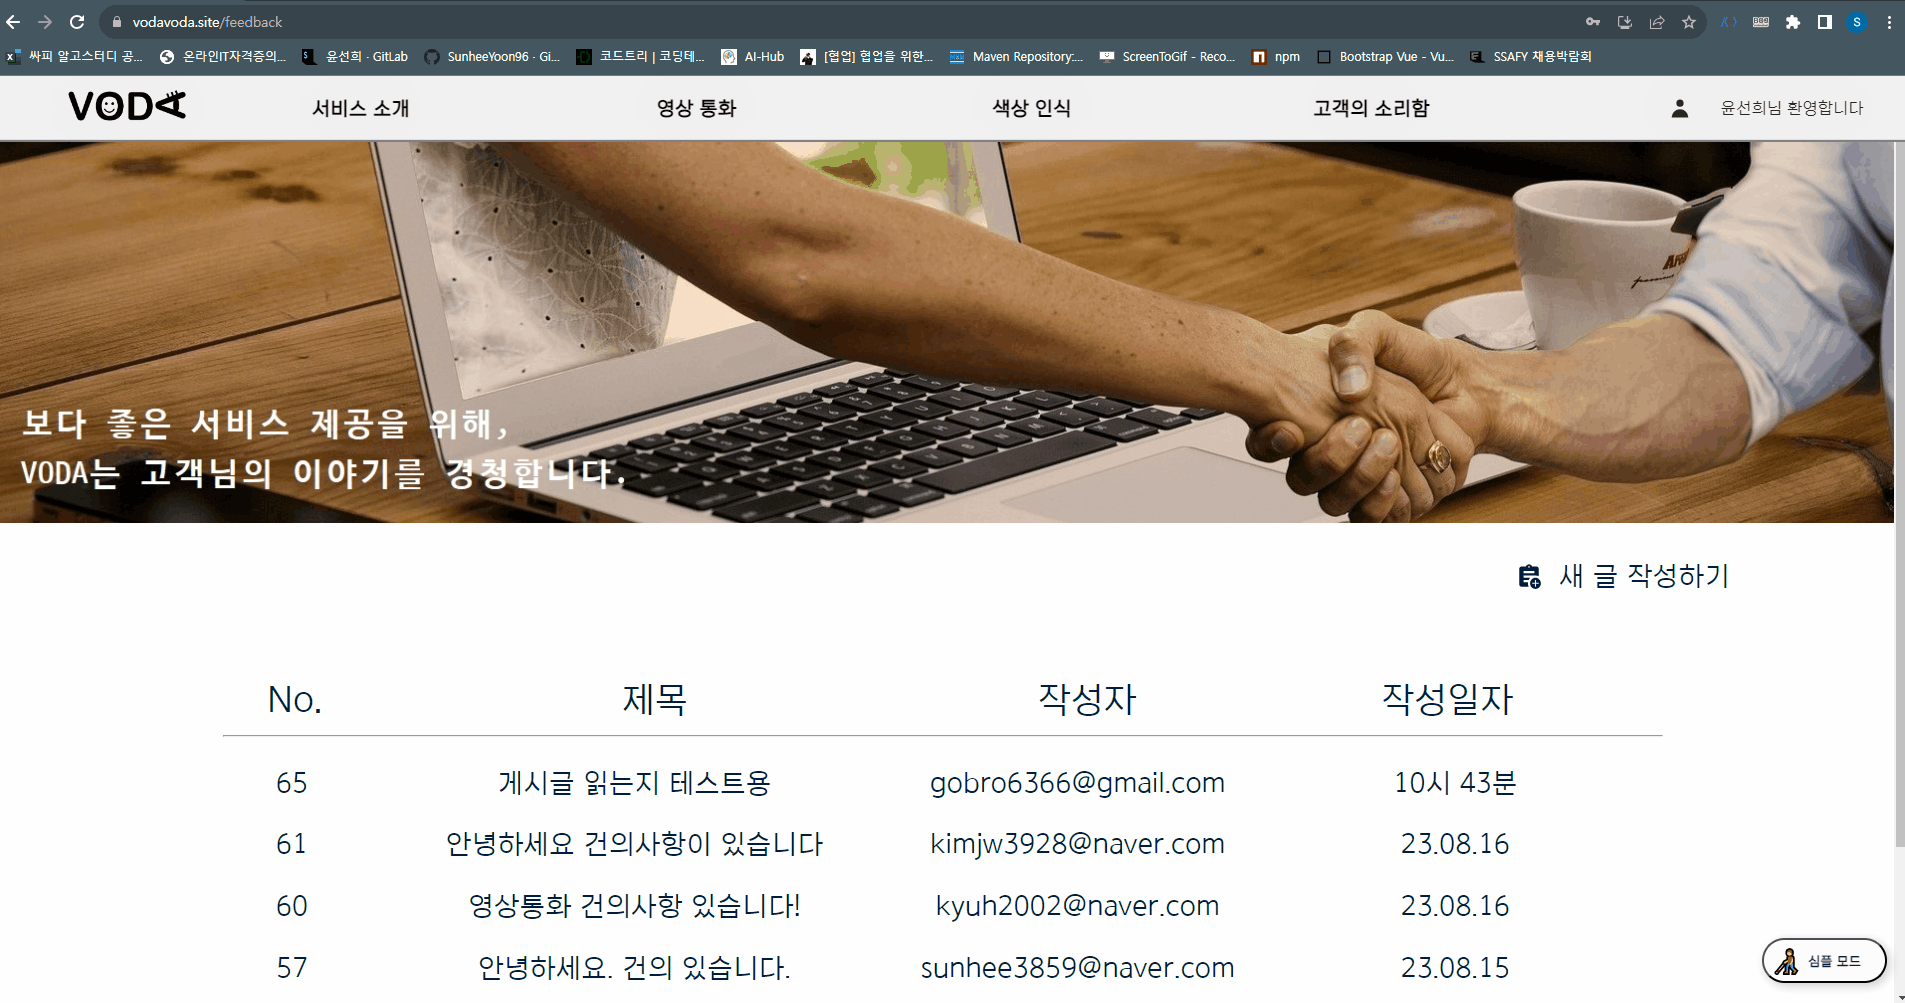 vodavoda.site/feedback
S
싸피 알고스터디 공...
온라인IT자격증의...
윤선희 · GitLab
SunheeYoon96 · Gi...
코드트리 | 코딩테...
AI-Hub
[협업] 협업을 위한...
Maven Repository:...
ScreenToGif - Reco...
npm
Bootstrap Vue - Vu...
SSAFY 채용박람회
VODA
서비스 소개
영상 통화
색상 인식
고객의 소리함
윤선희님 환영합니다
보다 좋은 서비스 제공을 위해,
VODA는 고객님의 이야기를 경청합니다.
새 글 작성하기
No. 제목 작성자 작성일자
65 게시글 읽는지 테스트용 gobro6366@gmail.com 10시 43분
61 안녕하세요 건의사항이 있습니다 kimjw3928@naver.com 23.08.16
60 영상통화 건의사항 있습니다! kyuh2002@naver.com 23.08.16
57 안녕하세요. 건의 있습니다. sunhee3859@naver.com 23.08.15
심플 모드